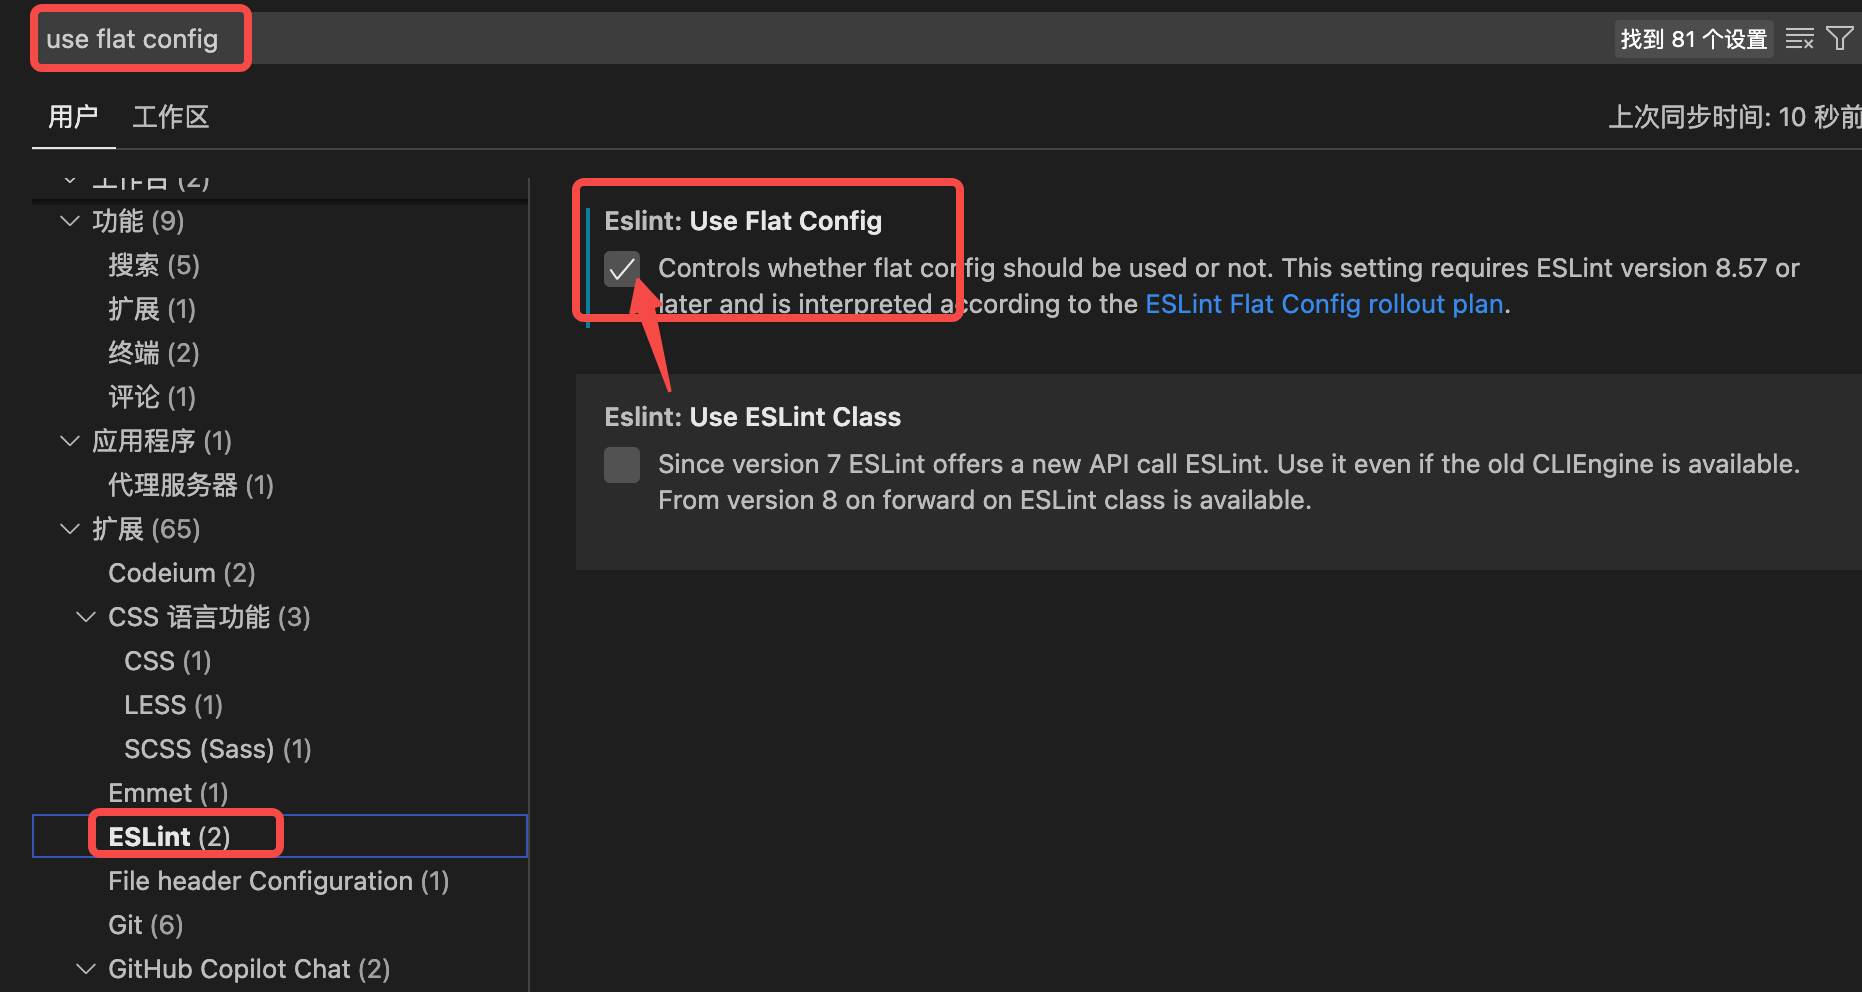 use flat config
找到 81 个设置
用户
工作区
上次同步时间: 10 秒前
工作台 (2)
功能 (9)
搜索 (5)
扩展 (1)
终端 (2)
评论 (1)
应用程序 (1)
代理服务器 (1)
扩展 (65)
Codeium (2)
CSS 语言功能 (3)
CSS (1)
LESS (1)
SCSS (Sass) (1)
Emmet (1)
ESLint (2)
File header Configuration (1)
Git (6)
GitHub Copilot Chat (2)
Eslint: Use Flat Config
Controls whether flat config should be used or not. This setting requires ESLint version 8.57 or
later and is interpreted according to the ESLint Flat Config rollout plan.
Eslint: Use ESLint Class
Since version 7 ESLint offers a new API call ESLint. Use it even if the old CLIEngine is available.
From version 8 on forward on ESLint class is available.